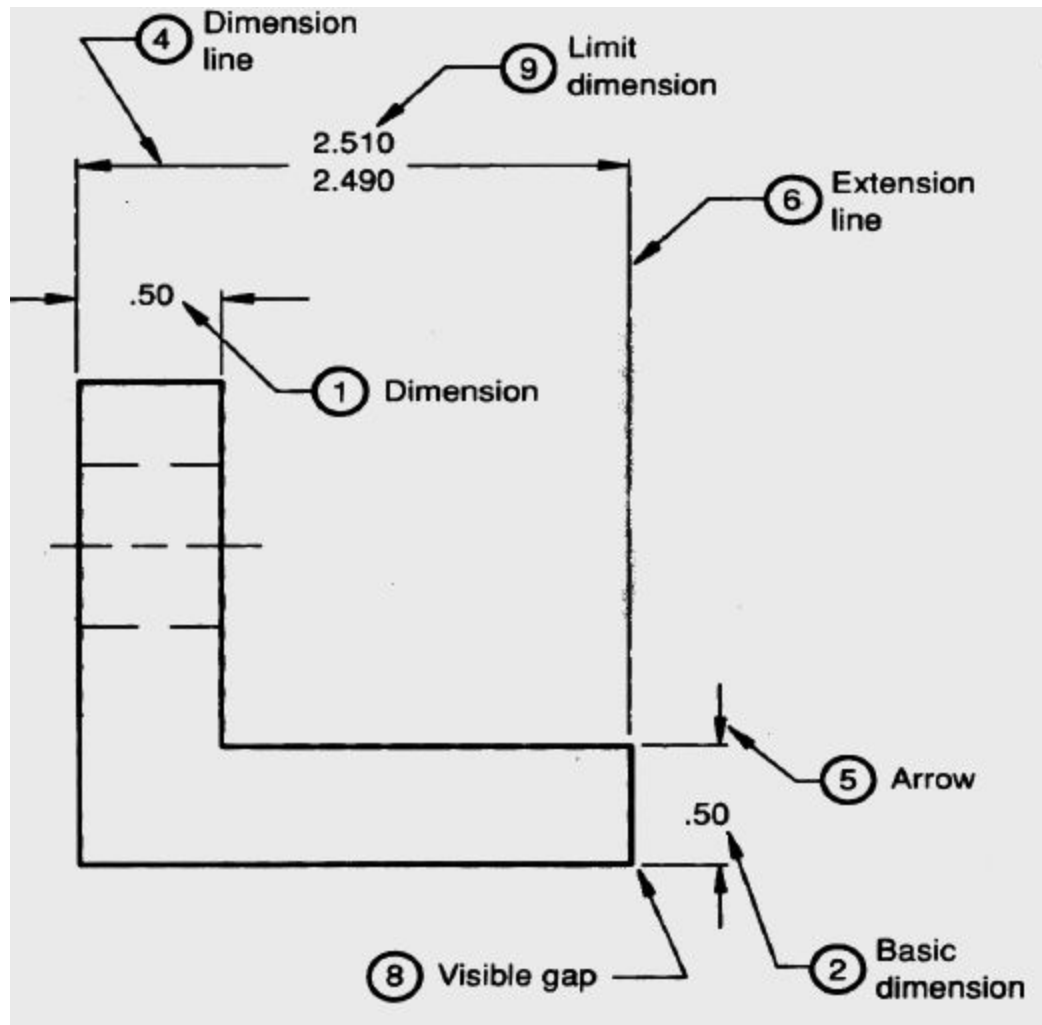 4 Dimension
line
9 Limit
dimension
2.510
2.490
6 Extension
line
.50
1 Dimension
5 Arrow
.50
8 Visible gap
2 Basic
dimension